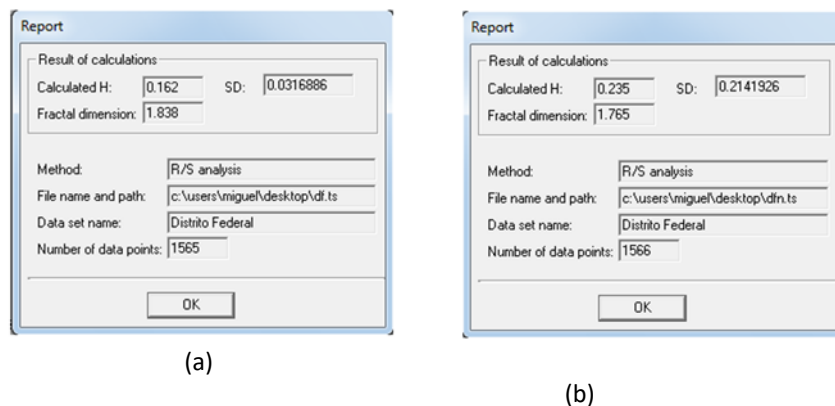 Report
Result of calculations
Calculated H: 0.162 SD: 0.0316886
Fractal dimension: 1.838
Method: R/S analysis
File name and path: c:\users\miguel\desktop\df.ts
Data set name: Distrito Federal
Number of data points: 1565
OK
(a)
Report
Result of calculations
Calculated H: 0.235 SD: 0.2141926
Fractal dimension: 1.765
Method: R/S analysis
File name and path: c:\users\miguel\desktop\dfn.ts
Data set name: Distrito Federal
Number of data points: 1566
OK
(b)